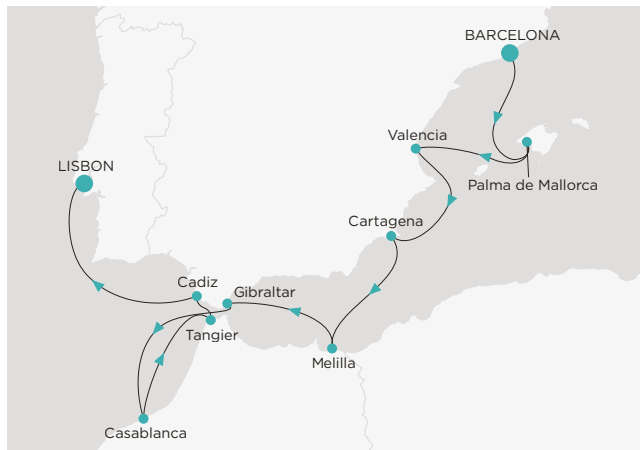 BARCELONA
Valencia
LISBON
Palma de Mallorca
Cartagena
Cadiz
Gibraltar
Tangier
Melilla
Casablanca